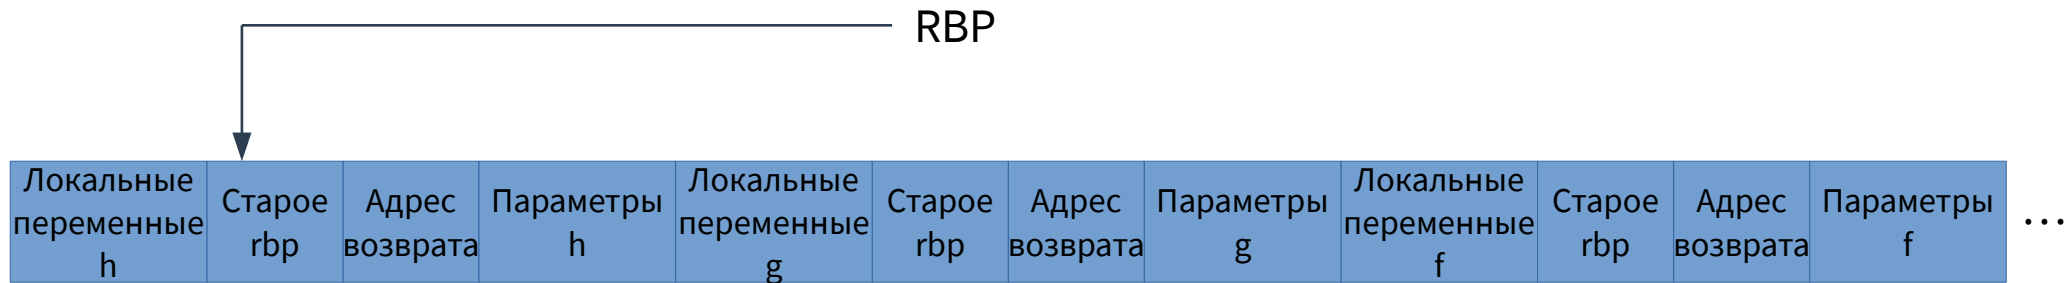 RBP
Локальные
переменные
h
Старое
rbp
Адрес
возврата
Параметры
h
Локальные
переменные
g
Старое
rbp
Адрес
возврата
Параметры
g
Локальные
переменные
f
Старое
rbp
Адрес
возврата
Параметры
f
...